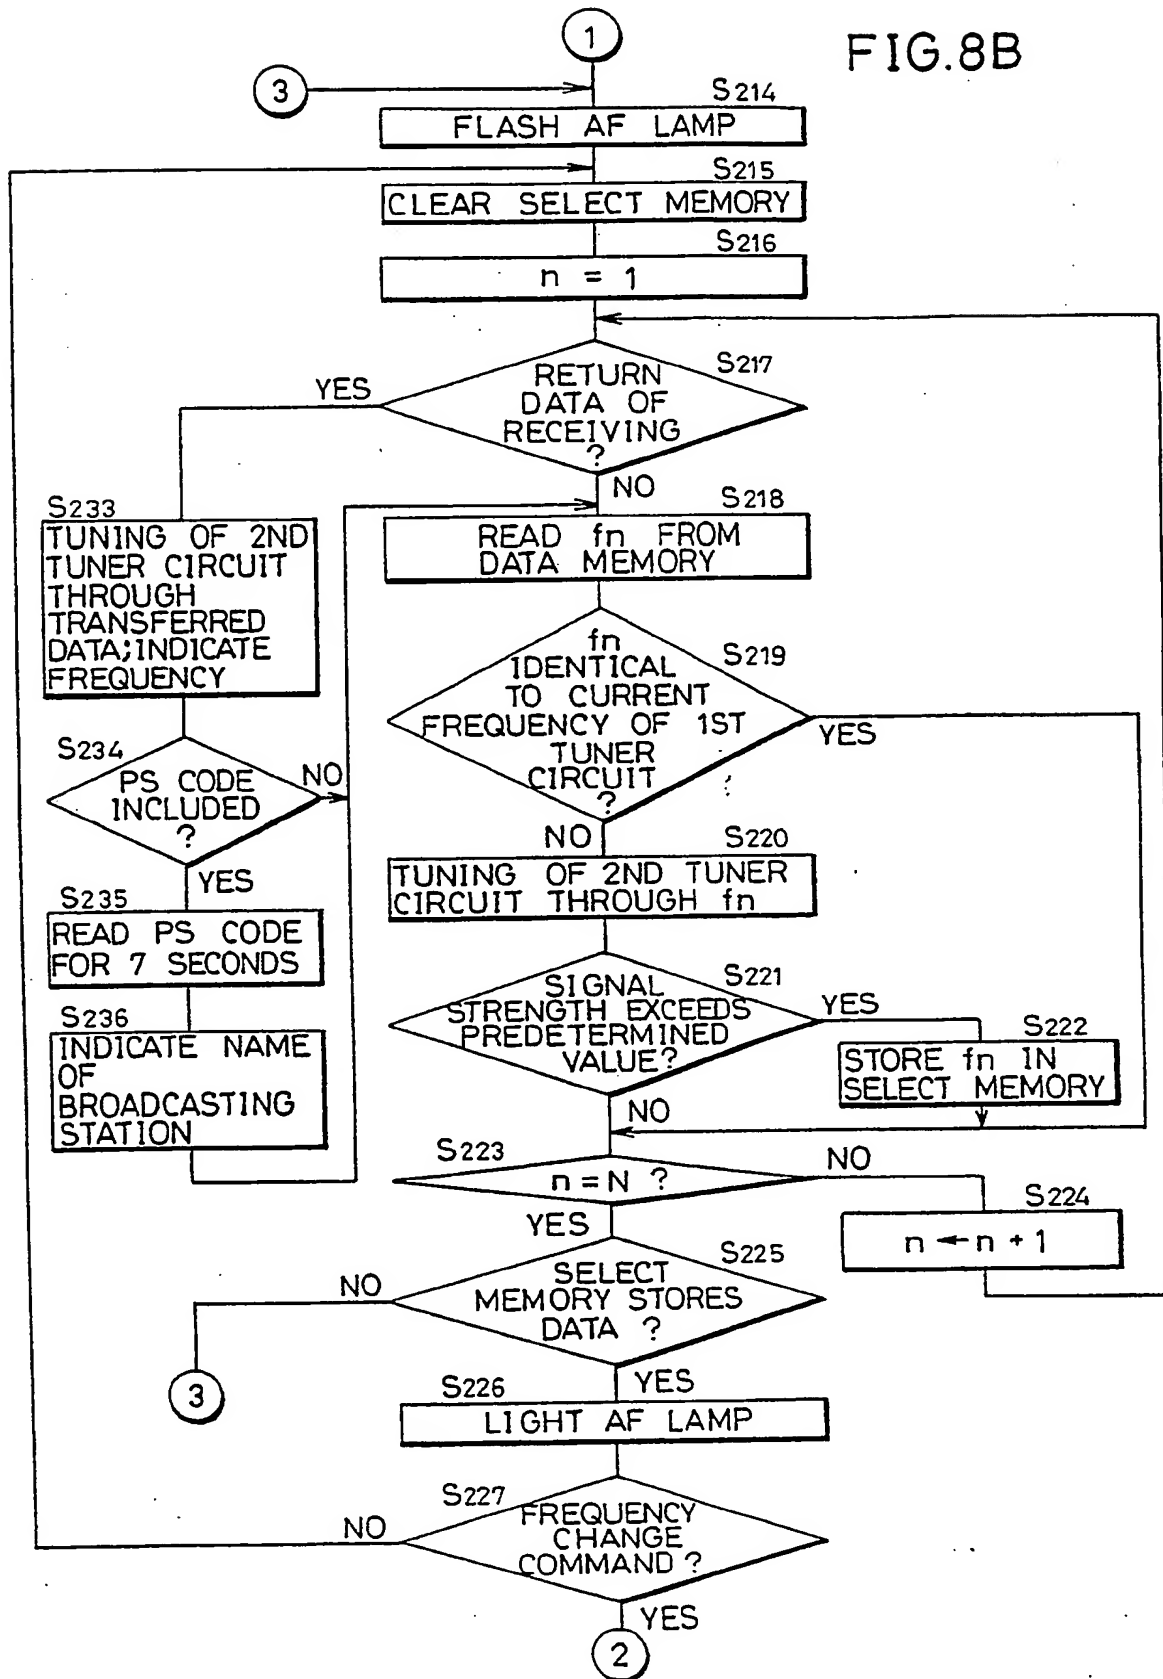 1
FIG.8B
3
S214
FLASH AF LAMP
S215
CLEAR SELECT MEMORY
S216
n = 1
S217
RETURN
DATA OF
RECEIVING
?
YES
NO
S233
TUNING OF 2ND
TUNER CIRCUIT
THROUGH
TRANSFERRED
DATA;INDICATE
FREQUENCY
S218
READ fn FROM
DATA MEMORY
S219
fn
IDENTICAL
TO CURRENT
FREQUENCY OF 1ST
TUNER
CIRCUIT
?
YES
NO
S234
PS CODE
INCLUDED
?
NO
YES
S220
TUNING OF 2ND TUNER
CIRCUIT THROUGH fn
S235
READ PS CODE
FOR 7 SECONDS
S221
SIGNAL
STRENGTH EXCEEDS
PREDETERMINED
VALUE?
YES
NO
S222
STORE fn IN
SELECT MEMORY
S236
INDICATE NAME
OF
BROADCASTING
STATION
S223
n = N ?
NO
YES
S224
n ← n + 1
S225
SELECT
MEMORY STORES
DATA ?
NO
YES
3
S226
LIGHT AF LAMP
S227
FREQUENCY
CHANGE
COMMAND ?
NO
YES
2